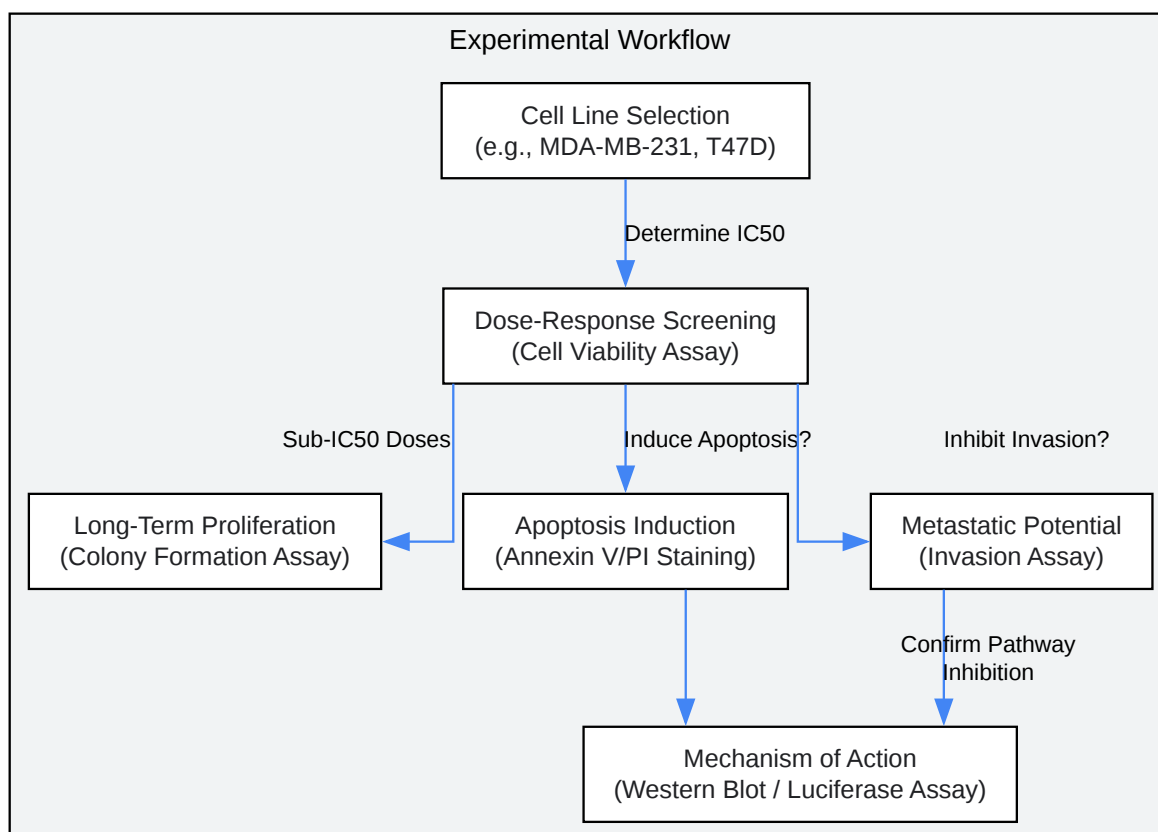 Experimental Workflow
Cell Line Selection
(e.g., MDA-MB-231, T47D)
Determine IC50
Dose-Response Screening
(Cell Viability Assay)
Sub-IC50 Doses
Induce Apoptosis?
Inhibit Invasion?
Long-Term Proliferation
(Colony Formation Assay)
Apoptosis Induction
(Annexin V/PI Staining)
Metastatic Potential
(Invasion Assay)
Confirm Pathway
Inhibition
Mechanism of Action
(Western Blot / Luciferase Assay)